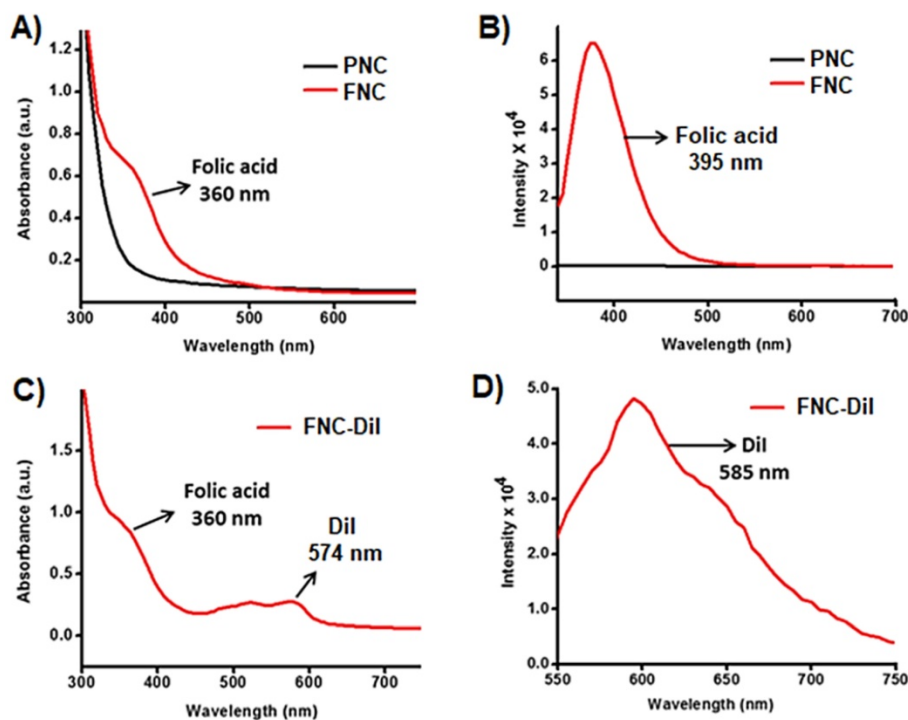 A)
1.2
1.0
0.8
0.6
0.4
0.2
300 400 500 600
Absorbance (a.u.)
Wavelength (nm)
PNC
FNC
Folic acid
360 nm
B)
6
5
4
3
2
1
0
400 500 600 700
Intensity X 10⁴
Wavelength (nm)
PNC
FNC
Folic acid
395 nm
C)
1.5
1.0
0.5
0.0
300 400 500 600 700
Absorbance (a.u.)
Wavelength (nm)
FNC-DiI
Folic acid
360 nm
DiI
574 nm
D)
5.0
4.0
3.0
2.0
1.0
0.0
550 600 650 700 750
Intensity x 10⁴
Wavelength (nm)
FNC-DiI
DiI
585 nm